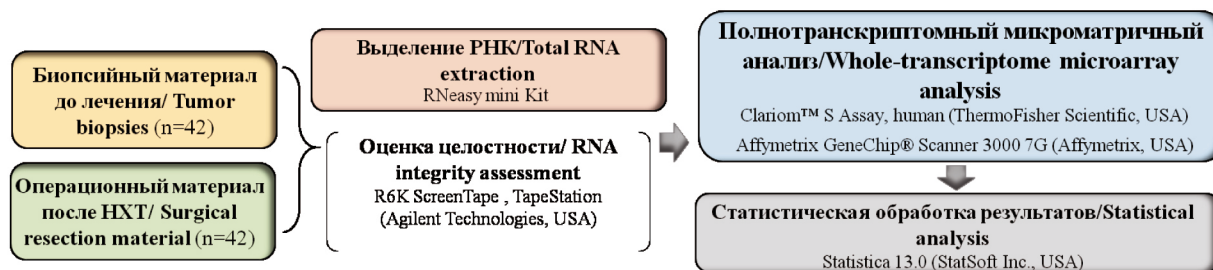 Биопсийный материал
до лечения/ Tumor
biopsies (n=42)
Операционный материал
после НХТ/ Surgical
resection material (n=42)
Выделение РНК/Total RNA
extraction
RNeasy mini Kit
Оценка целостности/ RNA
integrity assessment
R6K ScreenTape , TapeStation
(Agilent Technologies, USA)
Полнотранскриптомный микроматричный
анализ/Whole-transcriptome microarray
analysis
Clariom™ S Assay, human (ThermoFisher Scientific, USA)
Affymetrix GeneChip® Scanner 3000 7G (Affymetrix, USA)
Статистическая обработка результатов/Statistical
analysis
Statistica 13.0 (StatSoft Inc., USA)